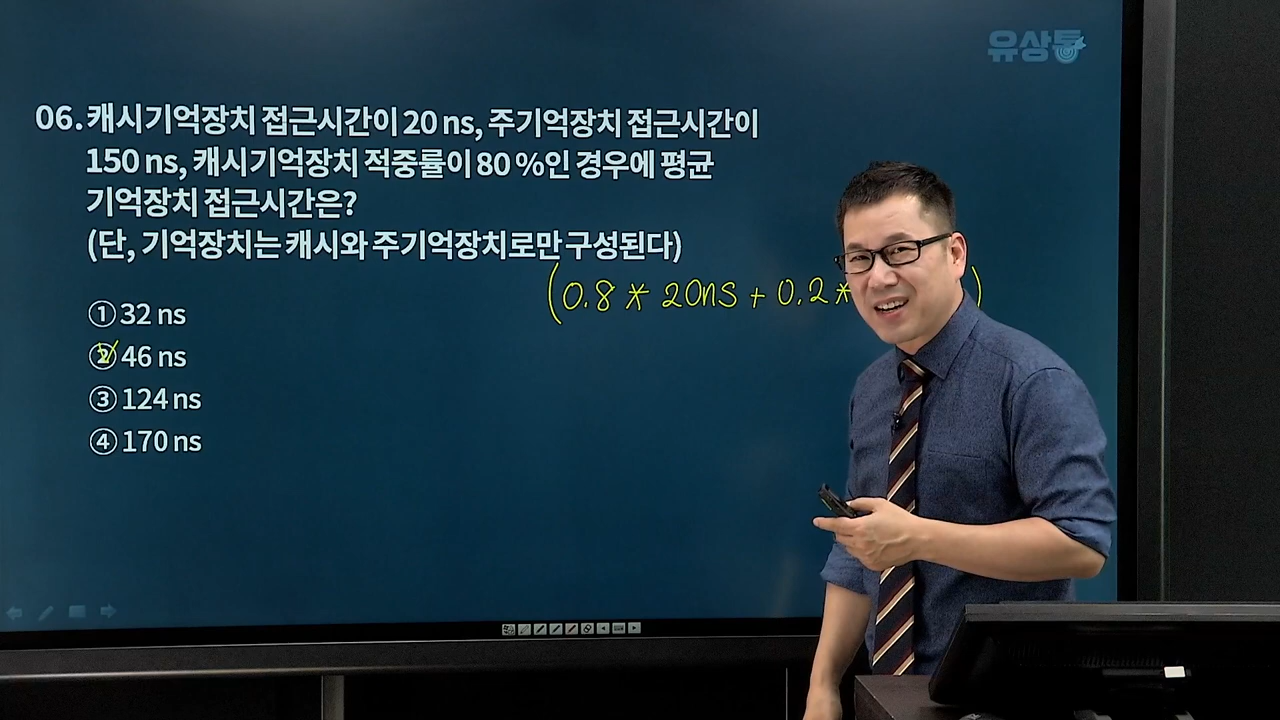 유상통
06. 캐시기억장치 접근시간이 20 ns, 주기억장치 접근시간이
150 ns, 캐시기억장치 적중률이 80 %인 경우에 평균
기억장치 접근시간은?
(단, 기억장치는 캐시와 주기억장치로만 구성된다)
(0.8 * 20ns + 0.2 * )
① 32 ns
② 46 ns
③ 124 ns
④ 170 ns